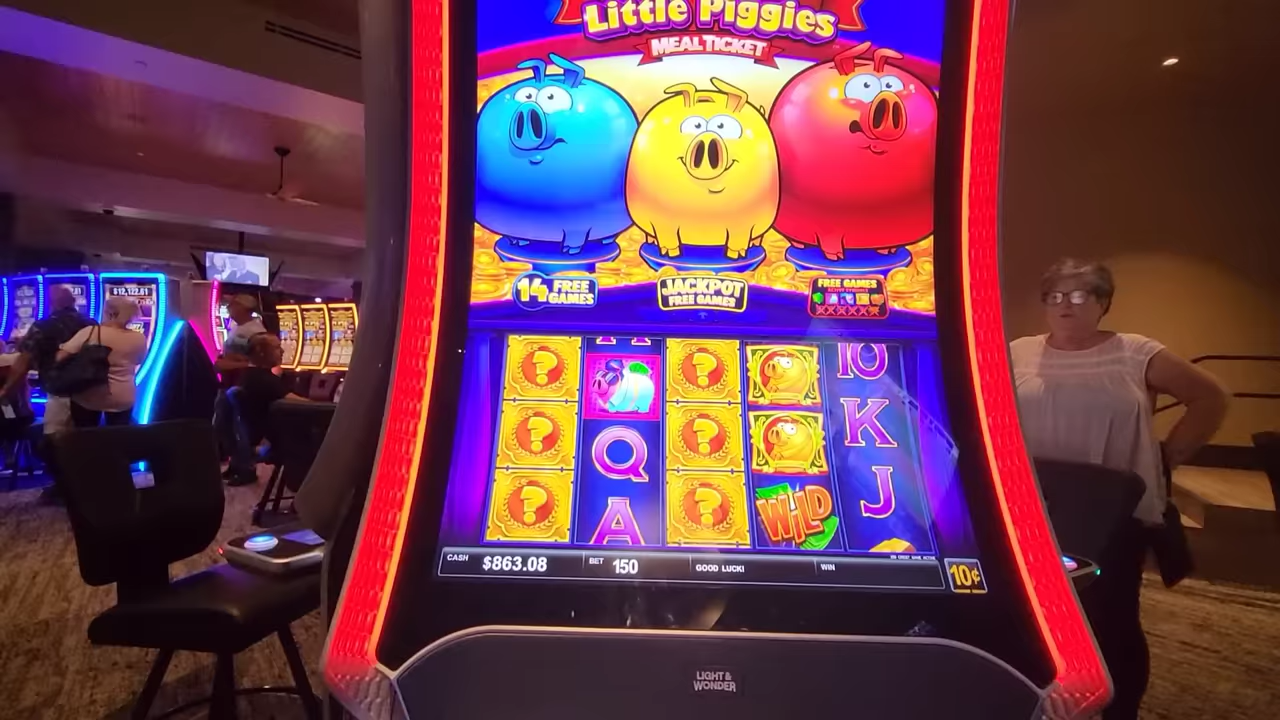 Little Piggies
MEAL TICKET
14 FREE GAMES
JACKPOT FREE GAMES
FREE GAMES
$12,122.61
? ? 10
? Q ? K
? A ? WILD J
CASH $863.08 BET 150 GOOD LUCK! WIN 10¢
LIGHT & WONDER